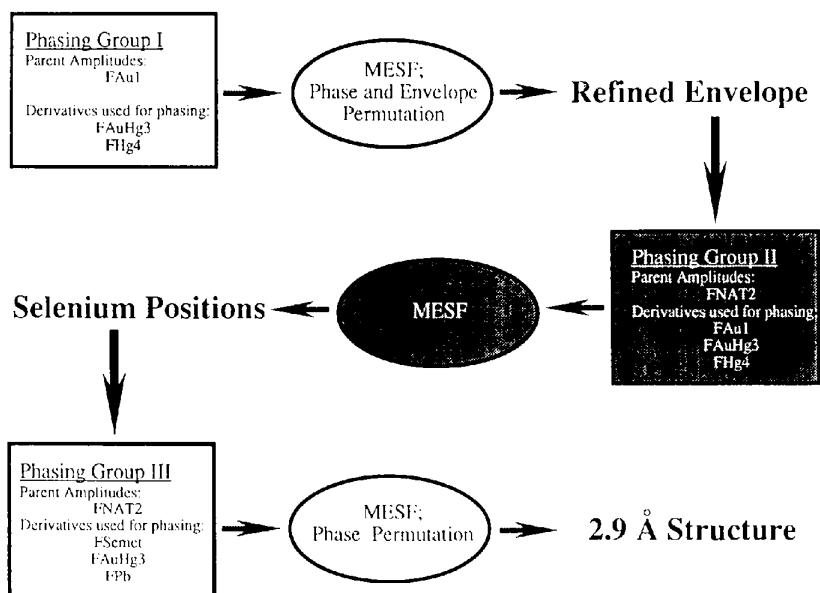 Phasing Group I
Parent Amplitudes:
FAu1
Derivatives used for phasing:
FAuHg3
FHg4
MESF;
Phase and Envelope
Permutation
Refined Envelope
Phasing Group II
Parent Amplitudes:
FNAT2
Derivatives used for phasing:
FAu1
FAuHg3
FHg4
MESF
Selenium Positions
Phasing Group III
Parent Amplitudes:
FNAT2
Derivatives used for phasing:
FSemet
FAuHg3
FPb
MESF;
Phase Permutation
2.9 Å Structure